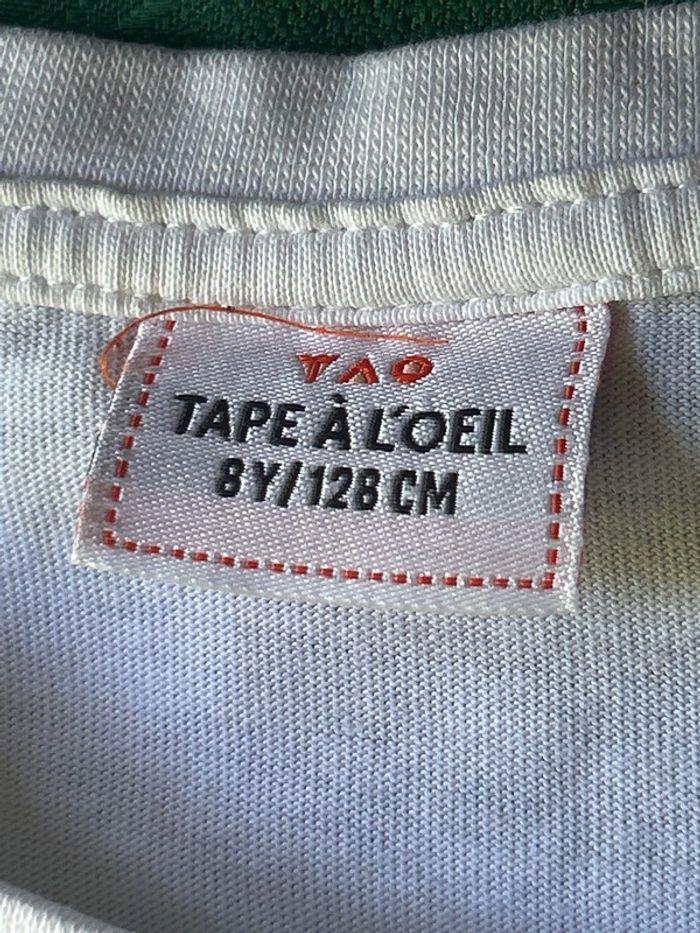 TAO
TAPE À L'OEIL
8Y/128 CM